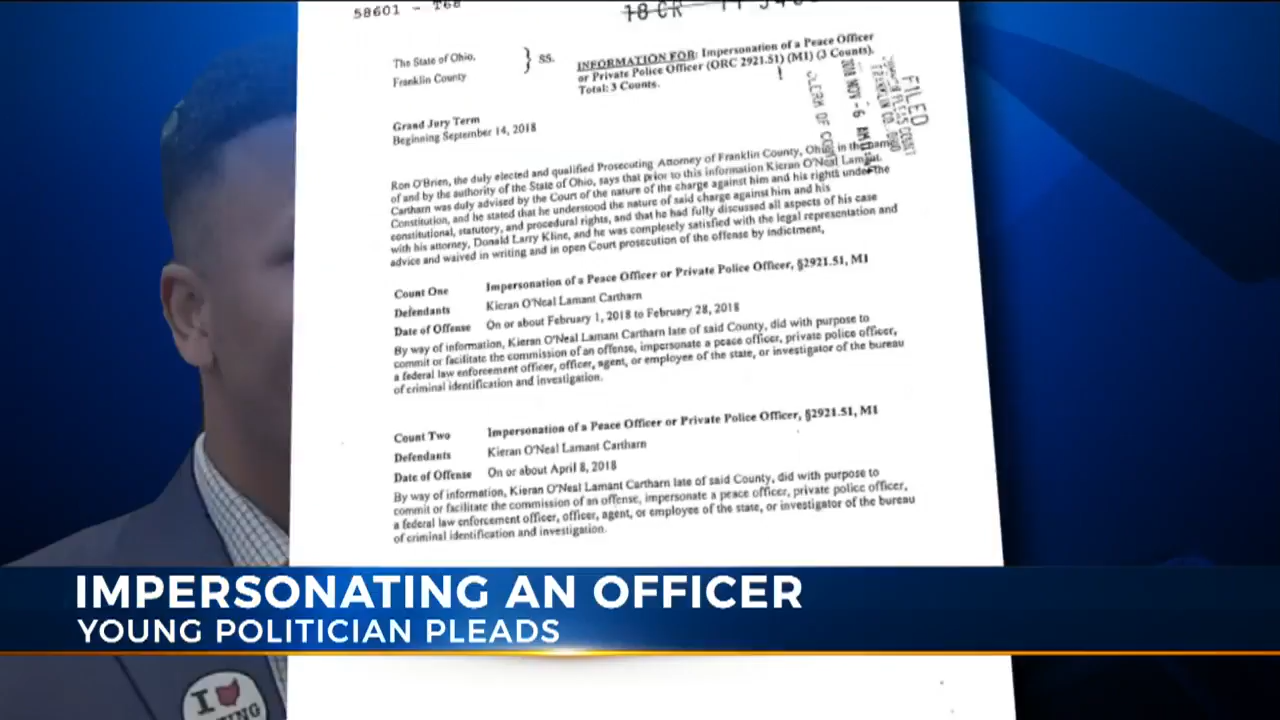 58601 - T68
18 CR
The State of Ohio,
Franklin County
} SS.
INFORMATION FOR: Impersonation of a Peace Officer
or Private Police Officer (ORC 2921.51) (M1) (3 Counts).
Total: 3 Counts.
FILED
COMMON PLEAS COURT
FRANKLIN CO. OHIO
2018 NOV -6 AM
CLERK OF
Grand Jury Term
Beginning September 14, 2018
Ron O'Brien, the duly elected and qualified Prosecuting Attorney of Franklin County, Ohio, in the name
of and by the authority of the State of Ohio, says that prior to this information Kieran O'Neal Lamant
Cartharn was duly advised by the Court of the nature of the charge against him and his rights under the
Constitution, and he stated that he understood the nature of said charge against him and his
constitutional, statutory, and procedural rights, and that he had fully discussed all aspects of his case
with his attorney, Donald Larry Kline, and he was completely satisfied with the legal representation and
advice and waived in writing and in open Court prosecution of the offense by indictment,
Count One Impersonation of a Peace Officer or Private Police Officer, §2921.51, M1
Defendants Kieran O'Neal Lamant Cartharn
Date of Offense On or about February 1, 2018 to February 28, 2018
By way of information, Kieran O'Neal Lamant Cartharn late of said County, did with purpose to
commit or facilitate the commission of an offense, impersonate a peace officer, private police officer,
a federal law enforcement officer, officer, agent, or employee of the state, or investigator of the bureau
of criminal identification and investigation.
Count Two Impersonation of a Peace Officer or Private Police Officer, §2921.51, M1
Defendants Kieran O'Neal Lamant Cartharn
Date of Offense On or about April 8, 2018
By way of information, Kieran O'Neal Lamant Cartharn late of said County, did with purpose to
commit or facilitate the commission of an offense, impersonate a peace officer, private police officer,
a federal law enforcement officer, officer, agent, or employee of the state, or investigator of the bureau
of criminal identification and investigation.
IMPERSONATING AN OFFICER
YOUNG POLITICIAN PLEADS
I